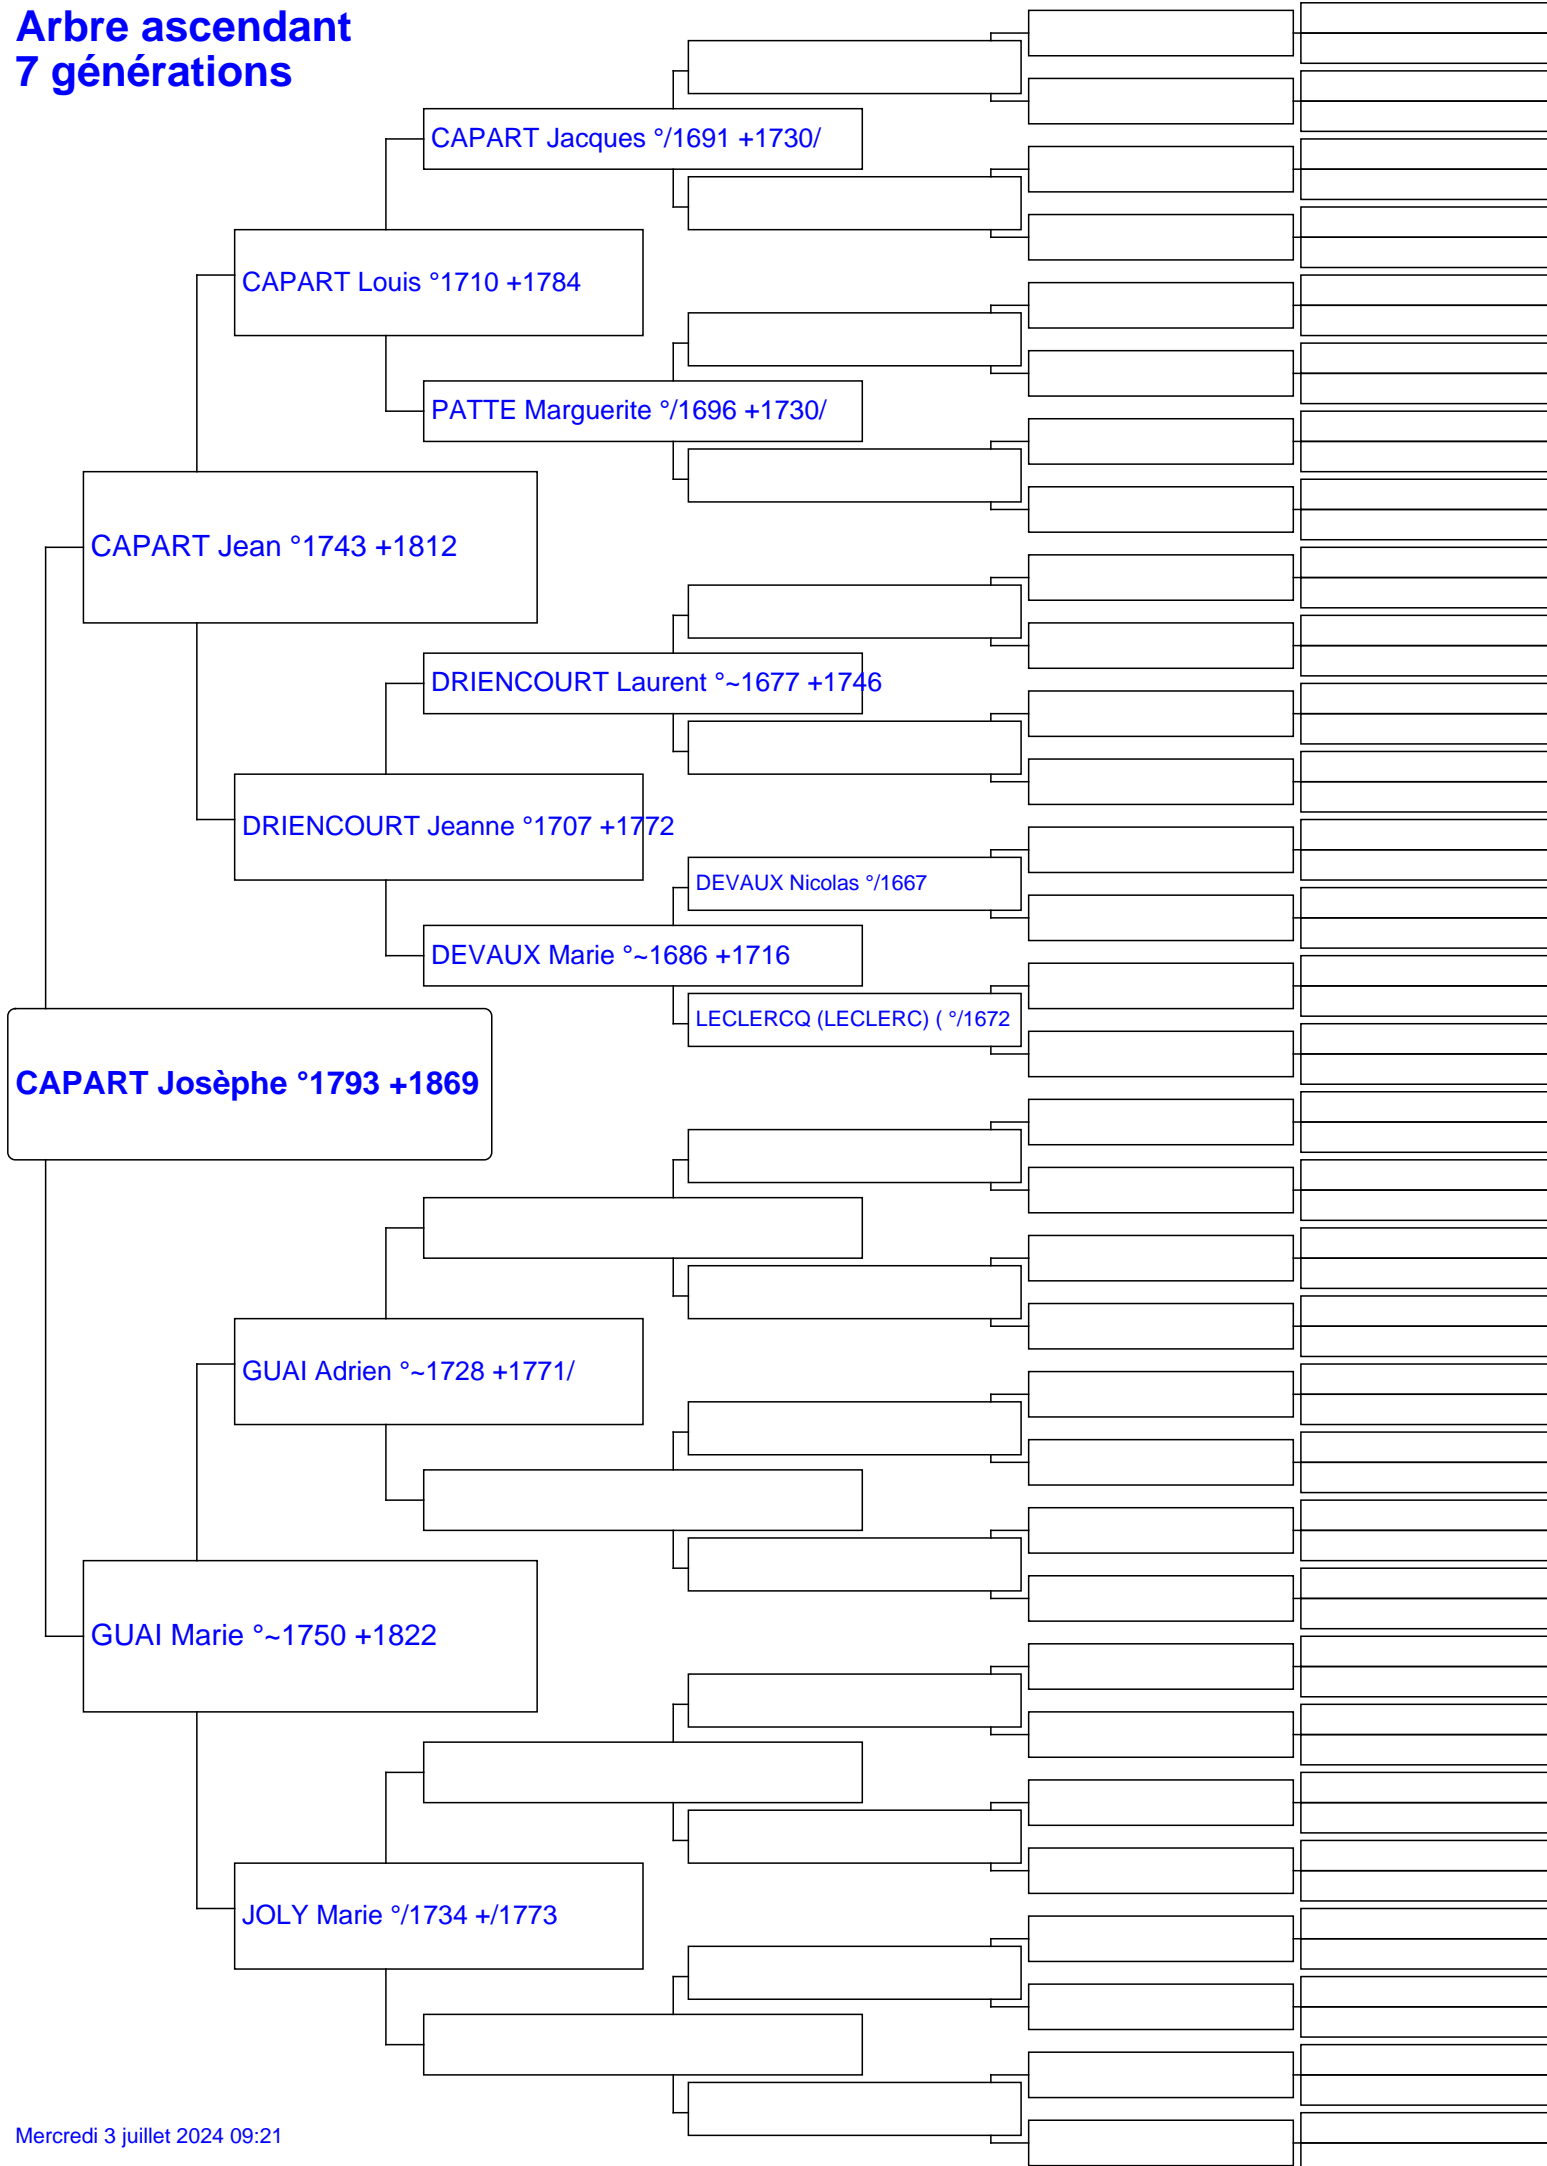 Arbre ascendant
7 générations
CAPART Jacques °/1691 +1730/
CAPART Louis °1710 +1784
PATTE Marguerite °/1696 +1730/
CAPART Jean °1743 +1812
DRIENCOURT Laurent °~1677 +1746
DRIENCOURT Jeanne °1707 +1772
DEVAUX Nicolas °/1667
DEVAUX Marie °~1686 +1716
LECLERCQ (LECLERC) ( °/1672
CAPART Josèphe °1793 +1869
GUAI Adrien °~1728 +1771/
GUAI Marie °~1750 +1822
JOLY Marie °/1734 +/1773
Mercredi 3 juillet 2024 09:21